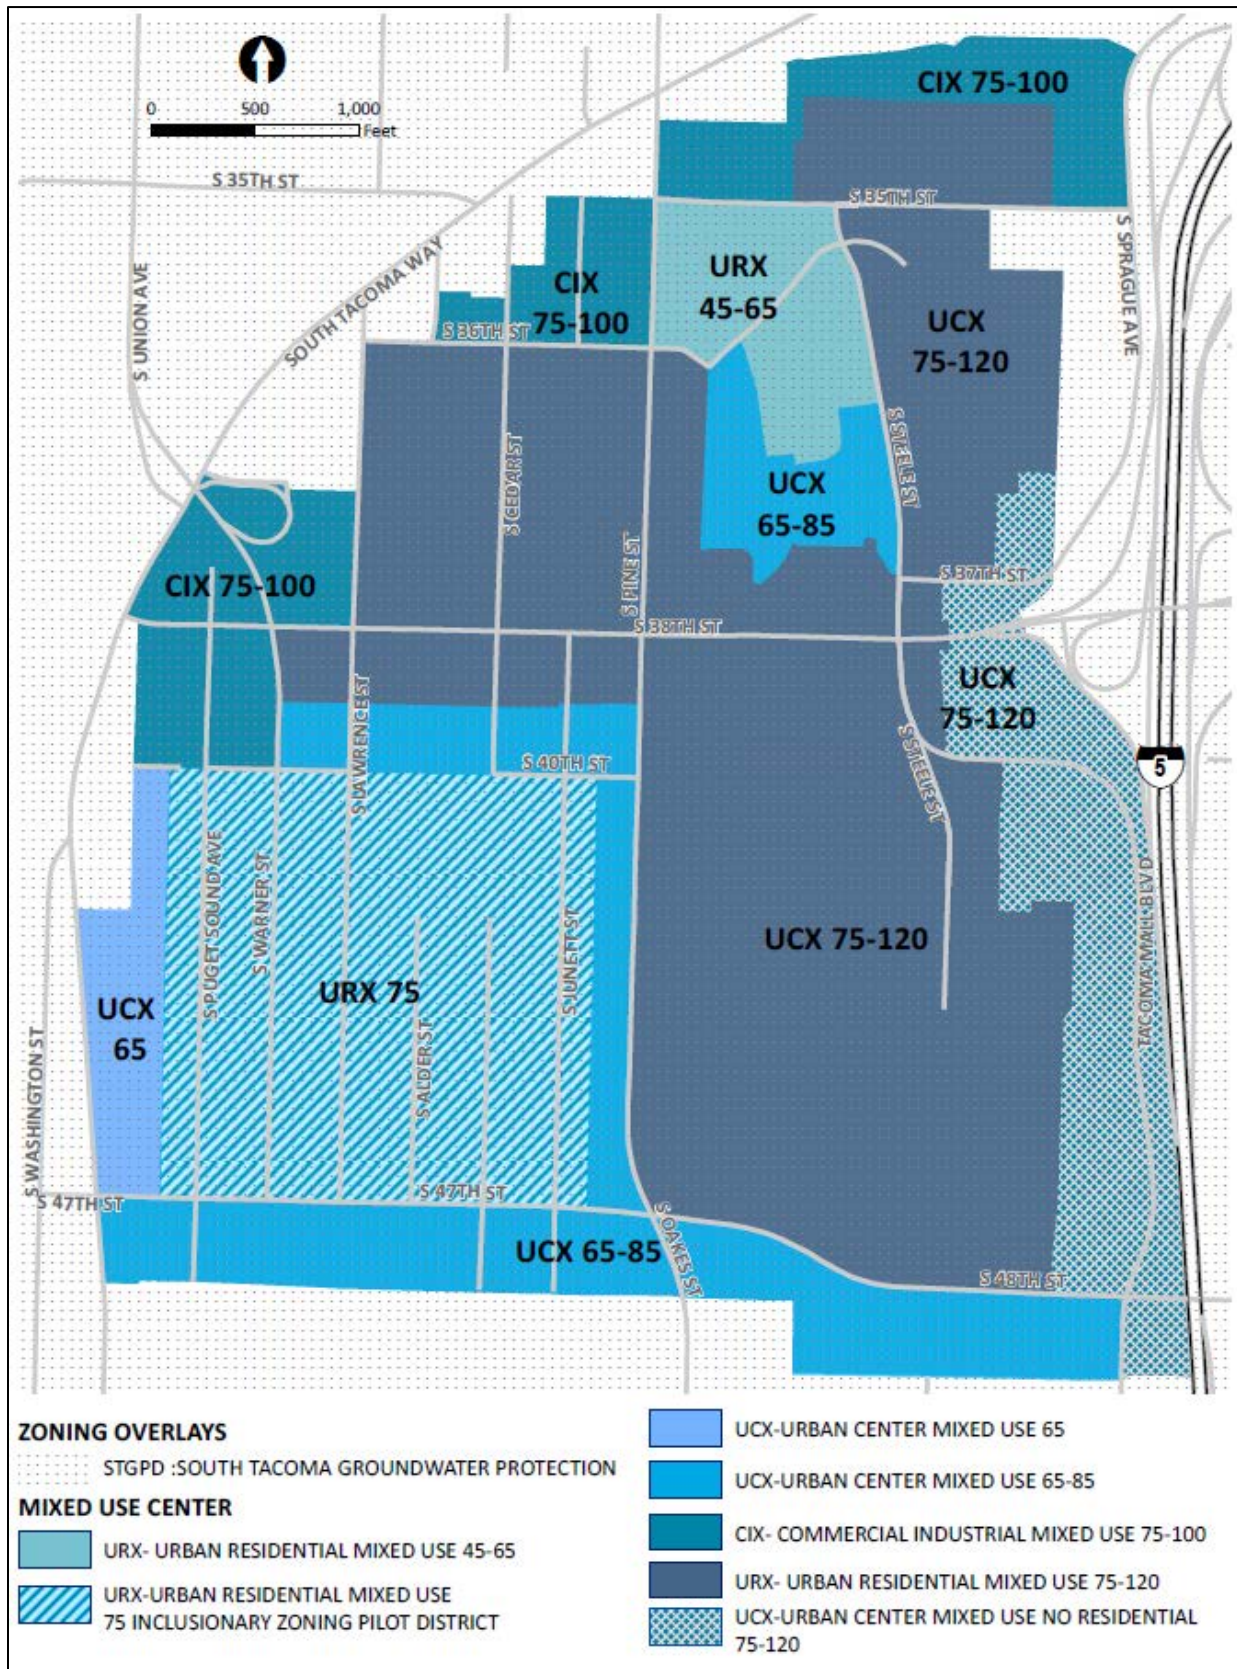 CIX 75-100
0 500 1,000
Feet
S 35TH ST
S 35TH ST
S UNION AVE
SOUTH TACOMA WAY
CIX
75-100
URX
45-65
S SPRAGUE AVE
S 36TH ST
UCX
75-120
S CEDAR ST
S STEELE ST
UCX
65-85
CIX 75-100
S PINE ST
S 37TH ST
S 38TH ST
UCX
75-120
S LAWRENCE ST
S 40TH ST
S STEELE ST
5
S PUGET SOUND AVE
S WARNER ST
S JUNETT ST
UCX 75-120
TACOMA MALL BLVD
URX 75
UCX
65
S ALDER ST
S WASHINGTON ST
S 47TH ST
S 47TH ST
UCX 65-85
S OAKES ST
S 48TH ST
ZONING OVERLAYS
STGPD :SOUTH TACOMA GROUNDWATER PROTECTION
MIXED USE CENTER
URX- URBAN RESIDENTIAL MIXED USE 45-65
URX-URBAN RESIDENTIAL MIXED USE
75 INCLUSIONARY ZONING PILOT DISTRICT
UCX-URBAN CENTER MIXED USE 65
UCX-URBAN CENTER MIXED USE 65-85
CIX- COMMERCIAL INDUSTRIAL MIXED USE 75-100
URX- URBAN RESIDENTIAL MIXED USE 75-120
UCX-URBAN CENTER MIXED USE NO RESIDENTIAL
75-120